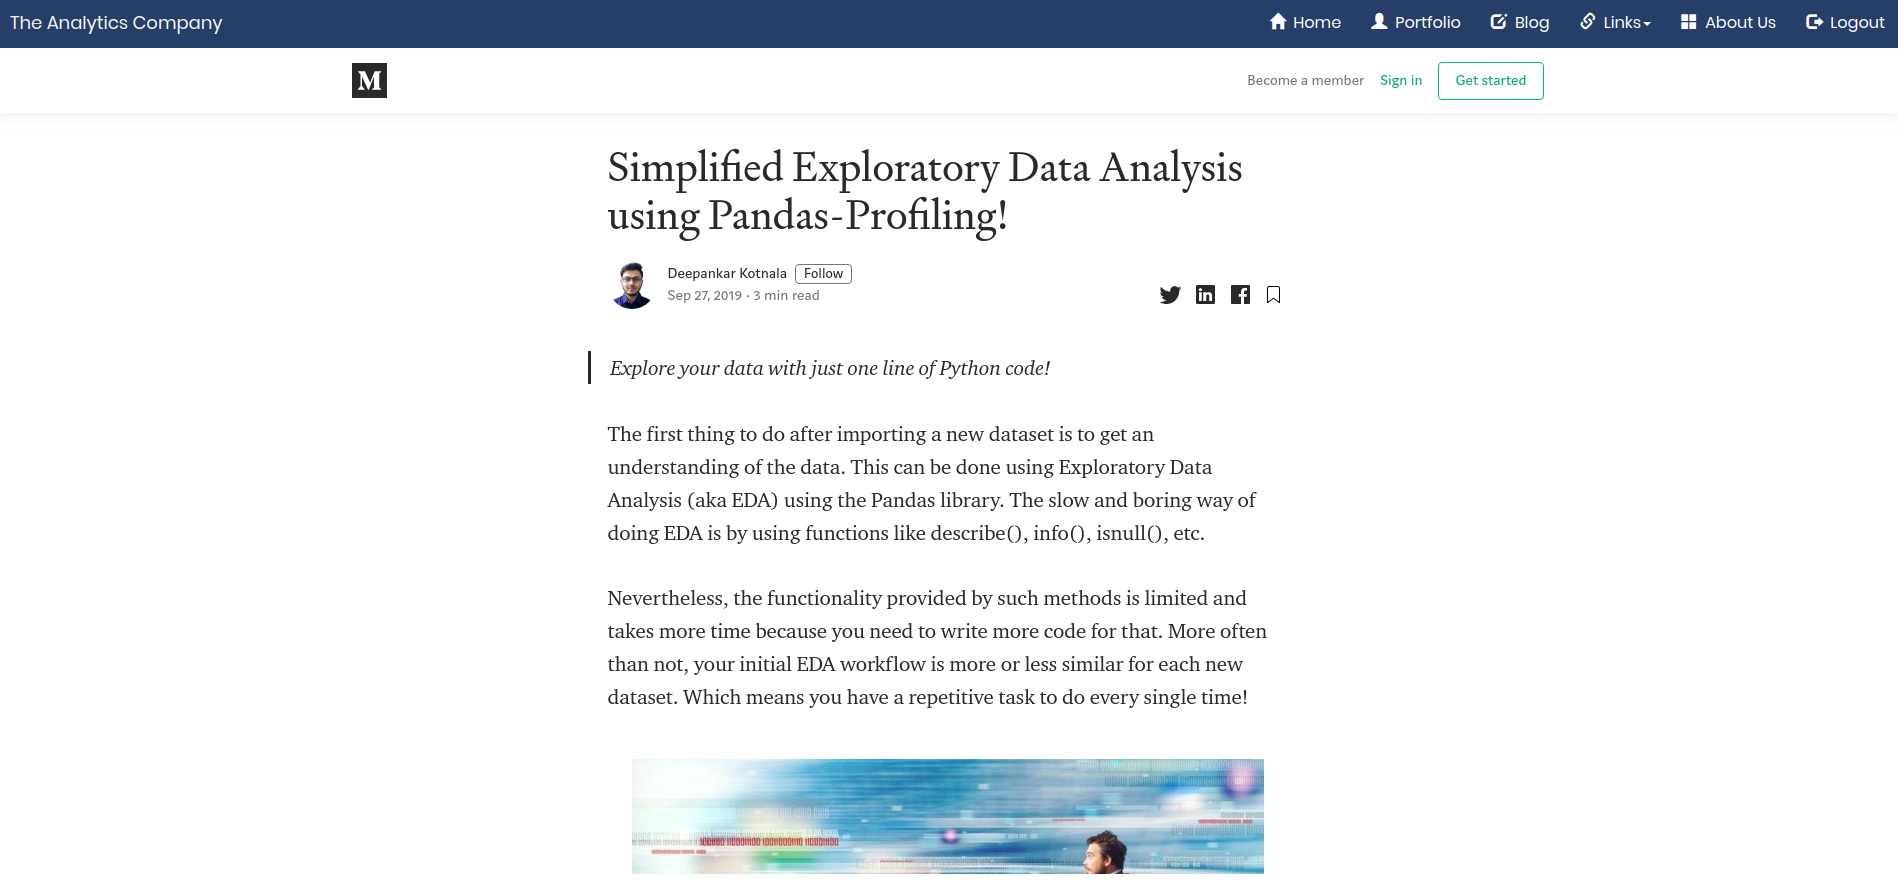 The Analytics Company
Home Portfolio Blog Links About Us Logout
M
Become a member Sign in Get started
Simplified Exploratory Data Analysis
using Pandas-Profiling!
Deepankar Kotnala Follow
Sep 27, 2019 · 3 min read
Explore your data with just one line of Python code!
The first thing to do after importing a new dataset is to get an
understanding of the data. This can be done using Exploratory Data
Analysis (aka EDA) using the Pandas library. The slow and boring way of
doing EDA is by using functions like describe(), info(), isnull(), etc.
Nevertheless, the functionality provided by such methods is limited and
takes more time because you need to write more code for that. More often
than not, your initial EDA workflow is more or less similar for each new
dataset. Which means you have a repetitive task to do every single time!